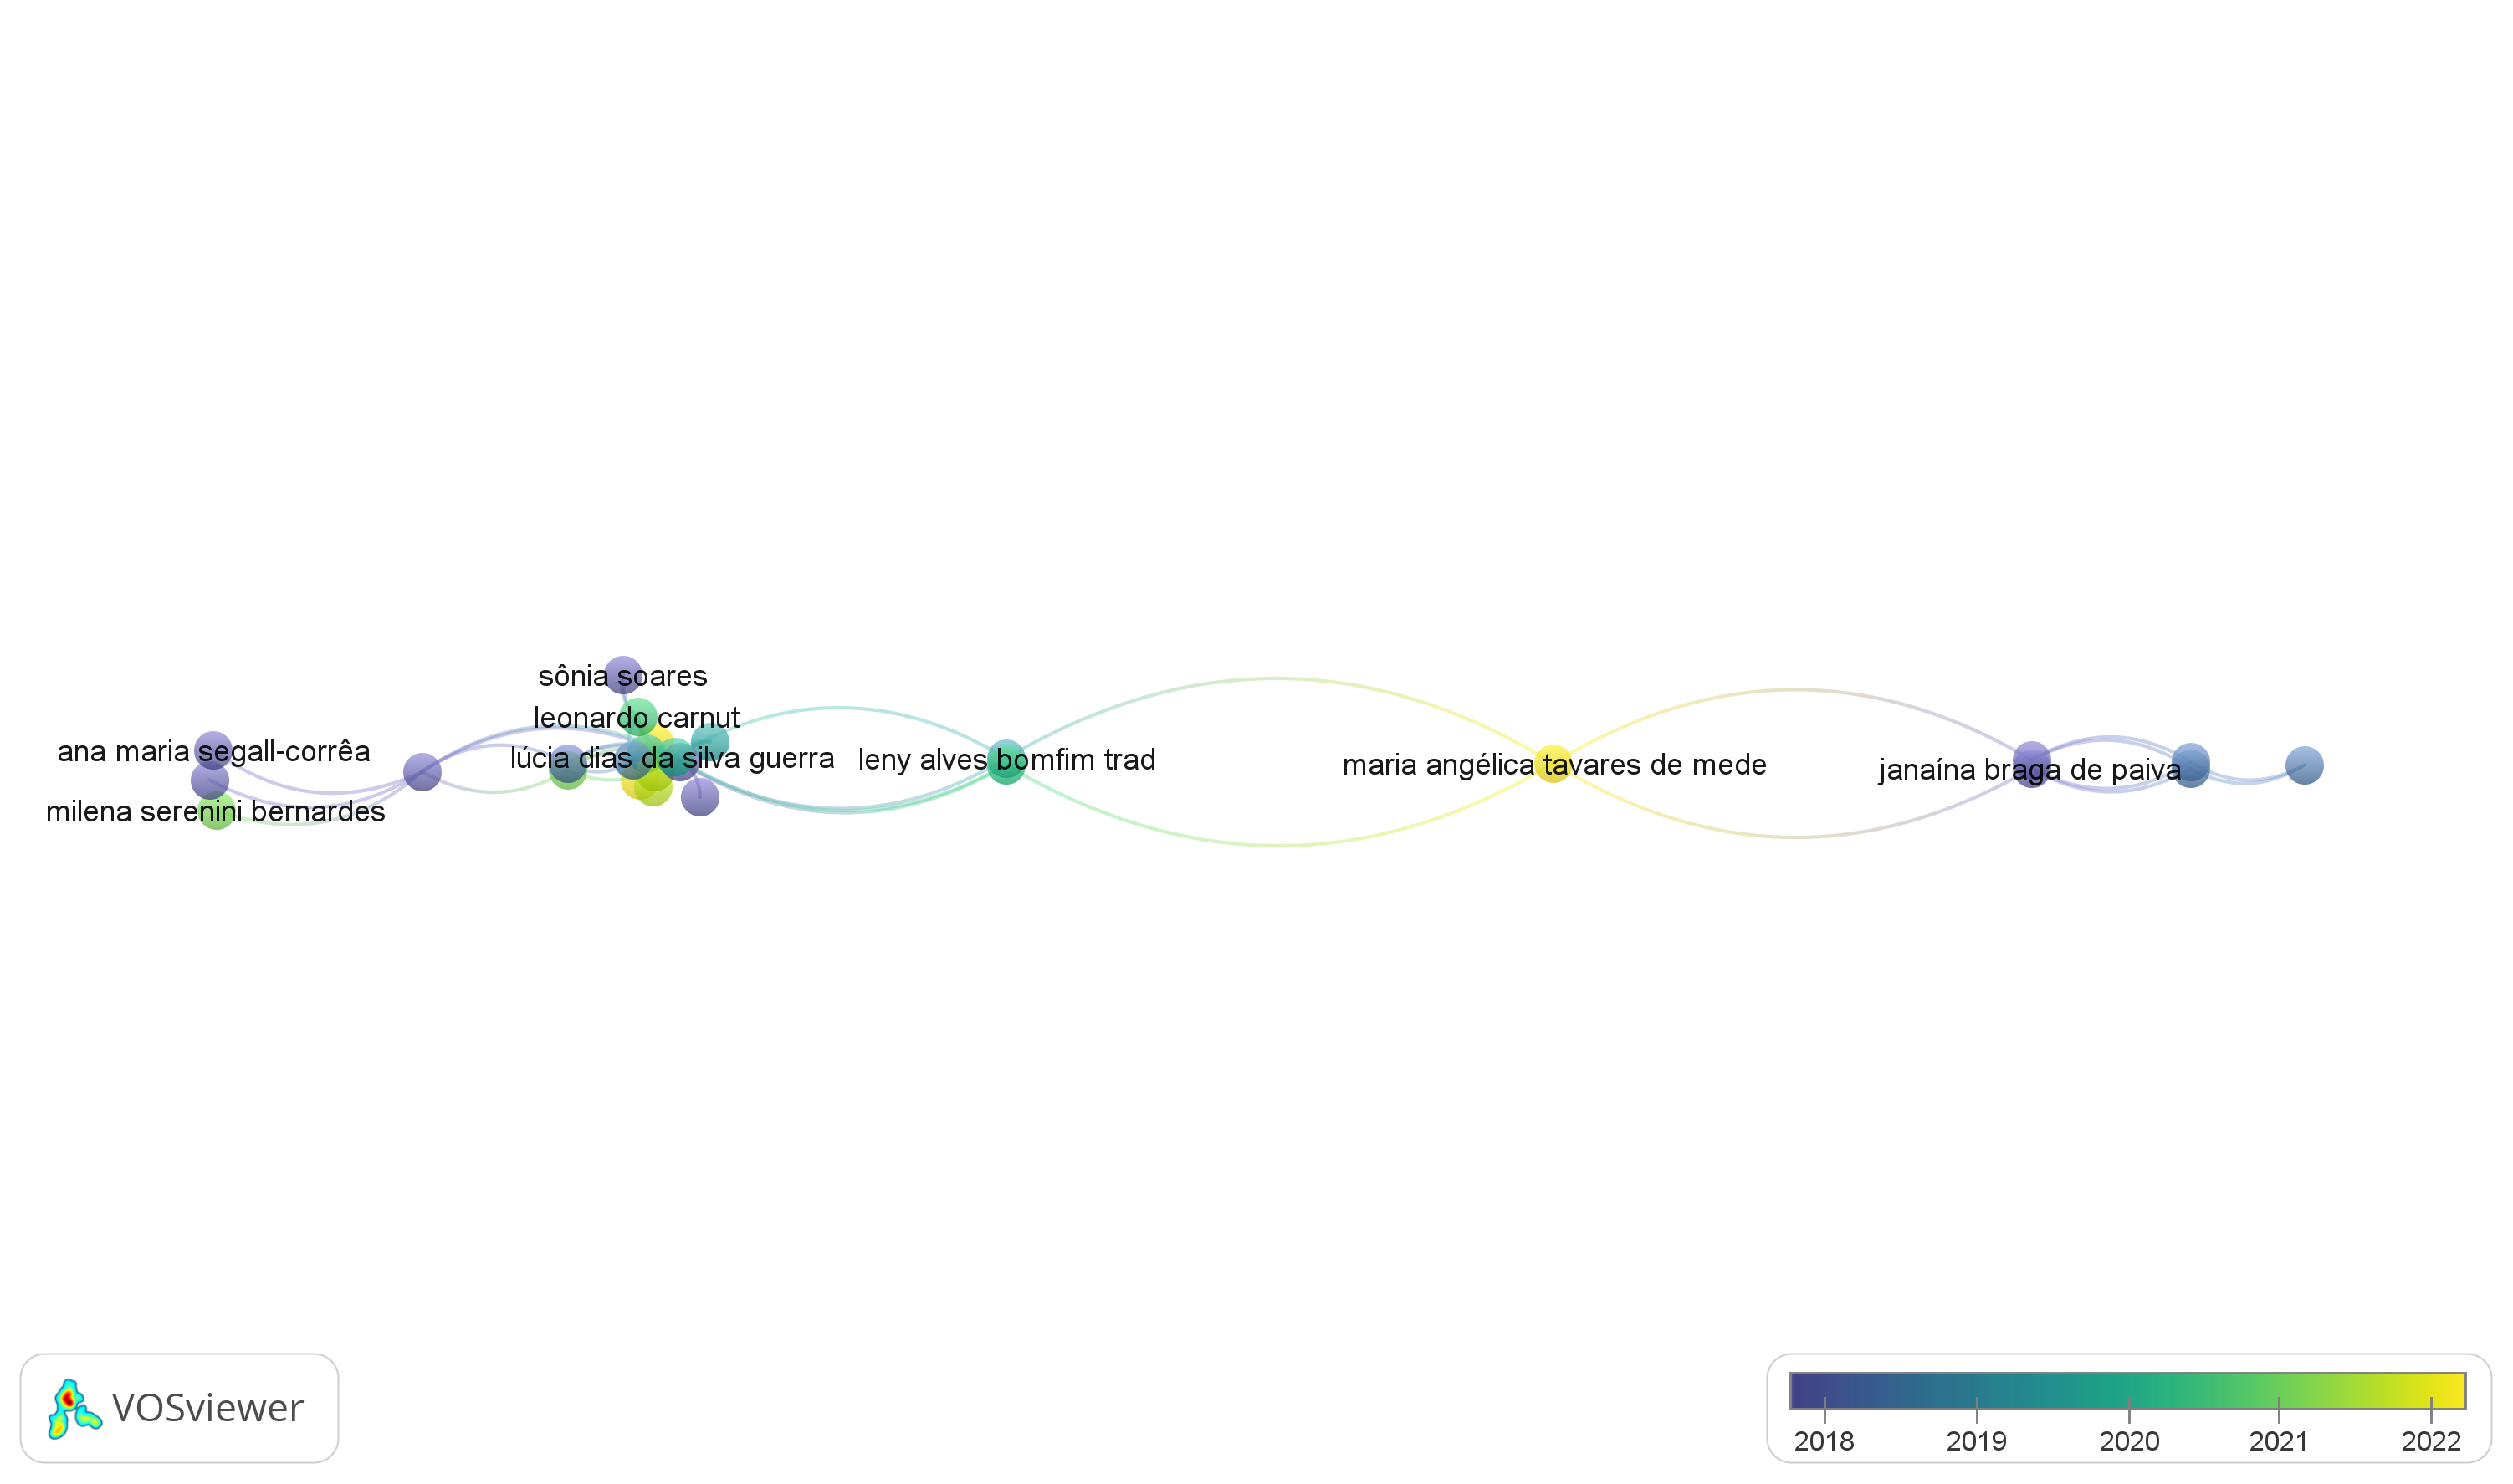 sônia soares
leonardo carnut
ana maria segall-corrêa
lúcia dias da silva guerra
leny alves bomfim trad
maria angélica tavares de mede
janaína braga de paiva
milena serenini bernardes
VOSviewer
2018 2019 2020 2021 2022